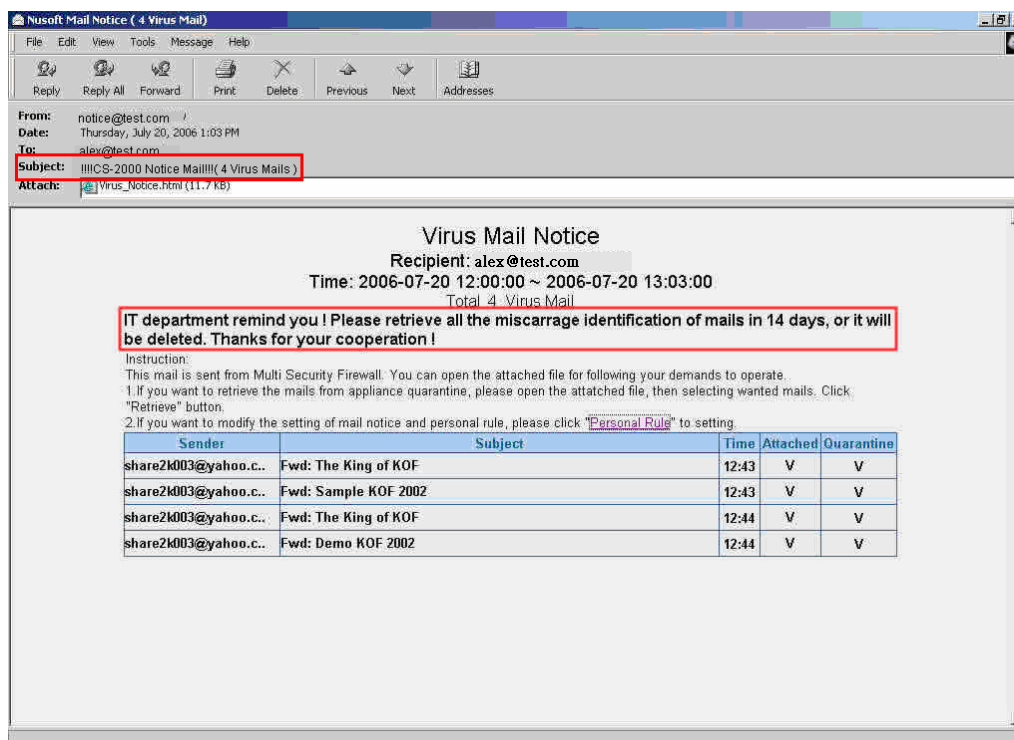 Nusoft Mail Notice ( 4 Virus Mail)
File Edit View Tools Message Help
Reply Reply All Forward Print Delete Previous Next Addresses
From: notice@test.com
Date: Thursday, July 20, 2006 1:03 PM
To: alex@test.com
Subject: !!!!CS-2000 Notice Mail!!!!( 4 Virus Mails )
Attach: Virus_Notice.html (11.7 KB)
Virus Mail Notice
Recipient: alex@test.com
Time: 2006-07-20 12:00:00 ~ 2006-07-20 13:03:00
Total 4 Virus Mail
IT department remind you ! Please retrieve all the miscarrage identification of mails in 14 days, or it will
be deleted. Thanks for your cooperation !
Instruction:
This mail is sent from Multi Security Firewall. You can open the attached file for following your demands to operate.
1.If you want to retrieve the mails from appliance quarantine, please open the attatched file, then selecting wanted mails. Click
"Retrieve" button.
2.If you want to modify the setting of mail notice and personal rule, please click "Personal Rule" to setting.
Sender Subject Time Attached Quarantine
share2k003@yahoo.c.. Fwd: The King of KOF 12:43 V V
share2k003@yahoo.c.. Fwd: Sample KOF 2002 12:43 V V
share2k003@yahoo.c.. Fwd: The King of KOF 12:44 V V
share2k003@yahoo.c.. Fwd: Demo KOF 2002 12:44 V V